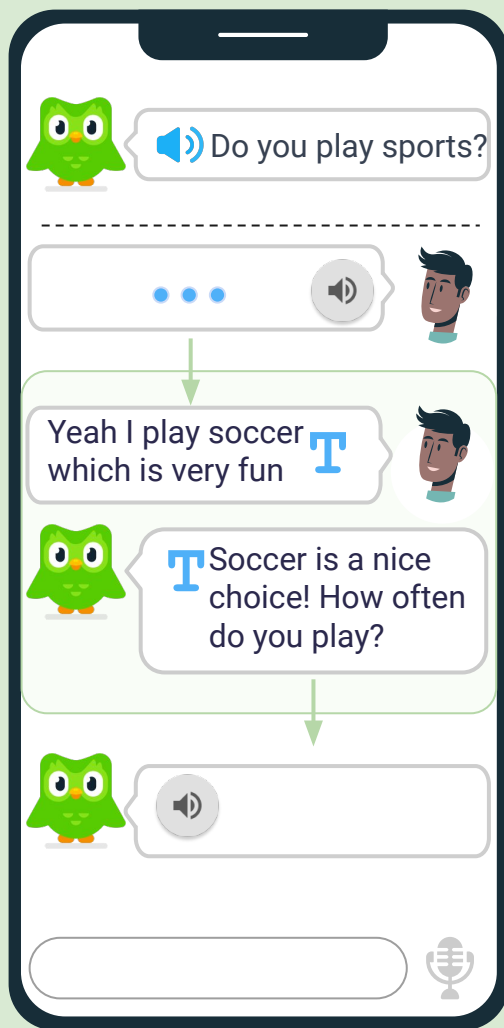 Do you play sports?
Yeah I play soccer
which is very fun
T
T
Soccer is a nice
choice! How often
do you play?